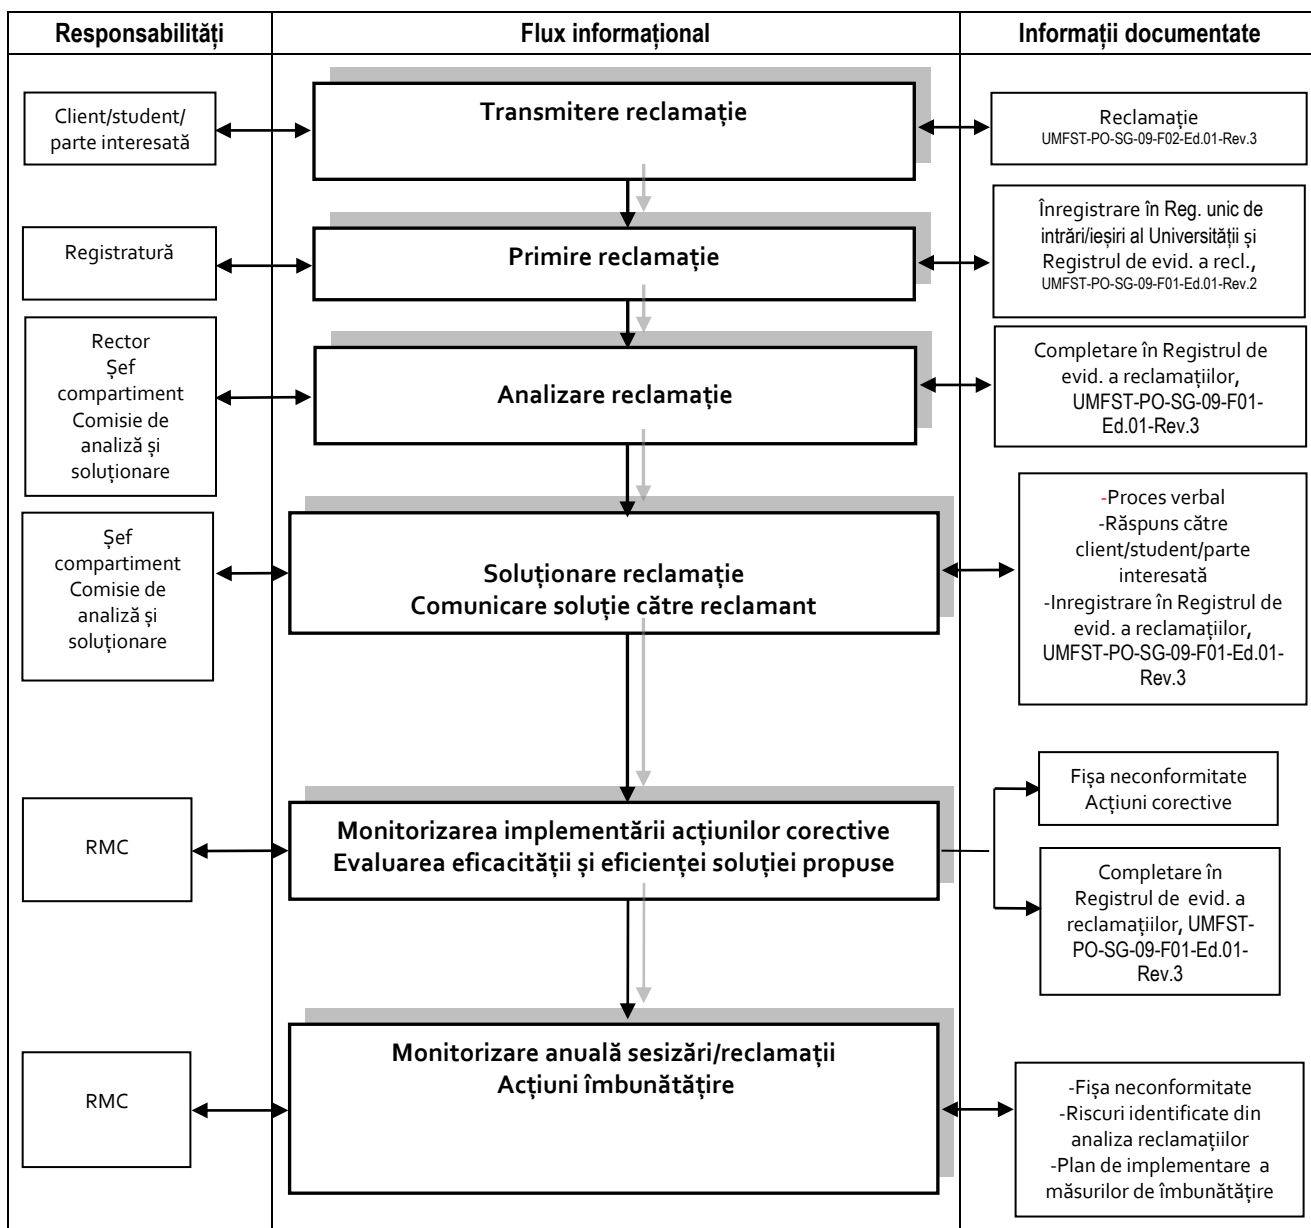 Responsabilități
Flux informațional
Informații documentate
Client/student/
parte interesată
Transmitere reclamație
Reclamație
UMFST-PO-SG-09-F02-Ed.01-Rev.3
Registratură
Primire reclamație
Înregistrare în Reg. unic de
intrări/ieșiri al Universității și
Registrul de evid. a recl.,
UMFST-PO-SG-09-F01-Ed.01-Rev.2
Rector
Șef
compartiment
Comisie de
analiză și
soluționare
Analizare reclamație
Completare în Registrul de
evid. a reclamațiilor,
UMFST-PO-SG-09-F01-
Ed.01-Rev.3
Șef
compartiment
Comisie de
analiză și
soluționare
Soluționare reclamație
Comunicare soluție către reclamant
-Proces verbal
-Răspuns către
client/student/parte
interesată
-Inregistrare în Registrul de
evid. a reclamațiilor,
UMFST-PO-SG-09-F01-Ed.01-
Rev.3
RMC
Monitorizarea implementării acțiunilor corective
Evaluarea eficacității și eficienței soluției propuse
Fișa neconformitate
Acțiuni corective
Completare în
Registrul de evid. a
reclamațiilor, UMFST-
PO-SG-09-F01-Ed.01-
Rev.3
RMC
Monitorizare anuală sesizări/reclamații
Acțiuni îmbunătățire
-Fișa neconformitate
-Riscuri identificate din
analiza reclamațiilor
-Plan de implementare a
măsurilor de îmbunătățire